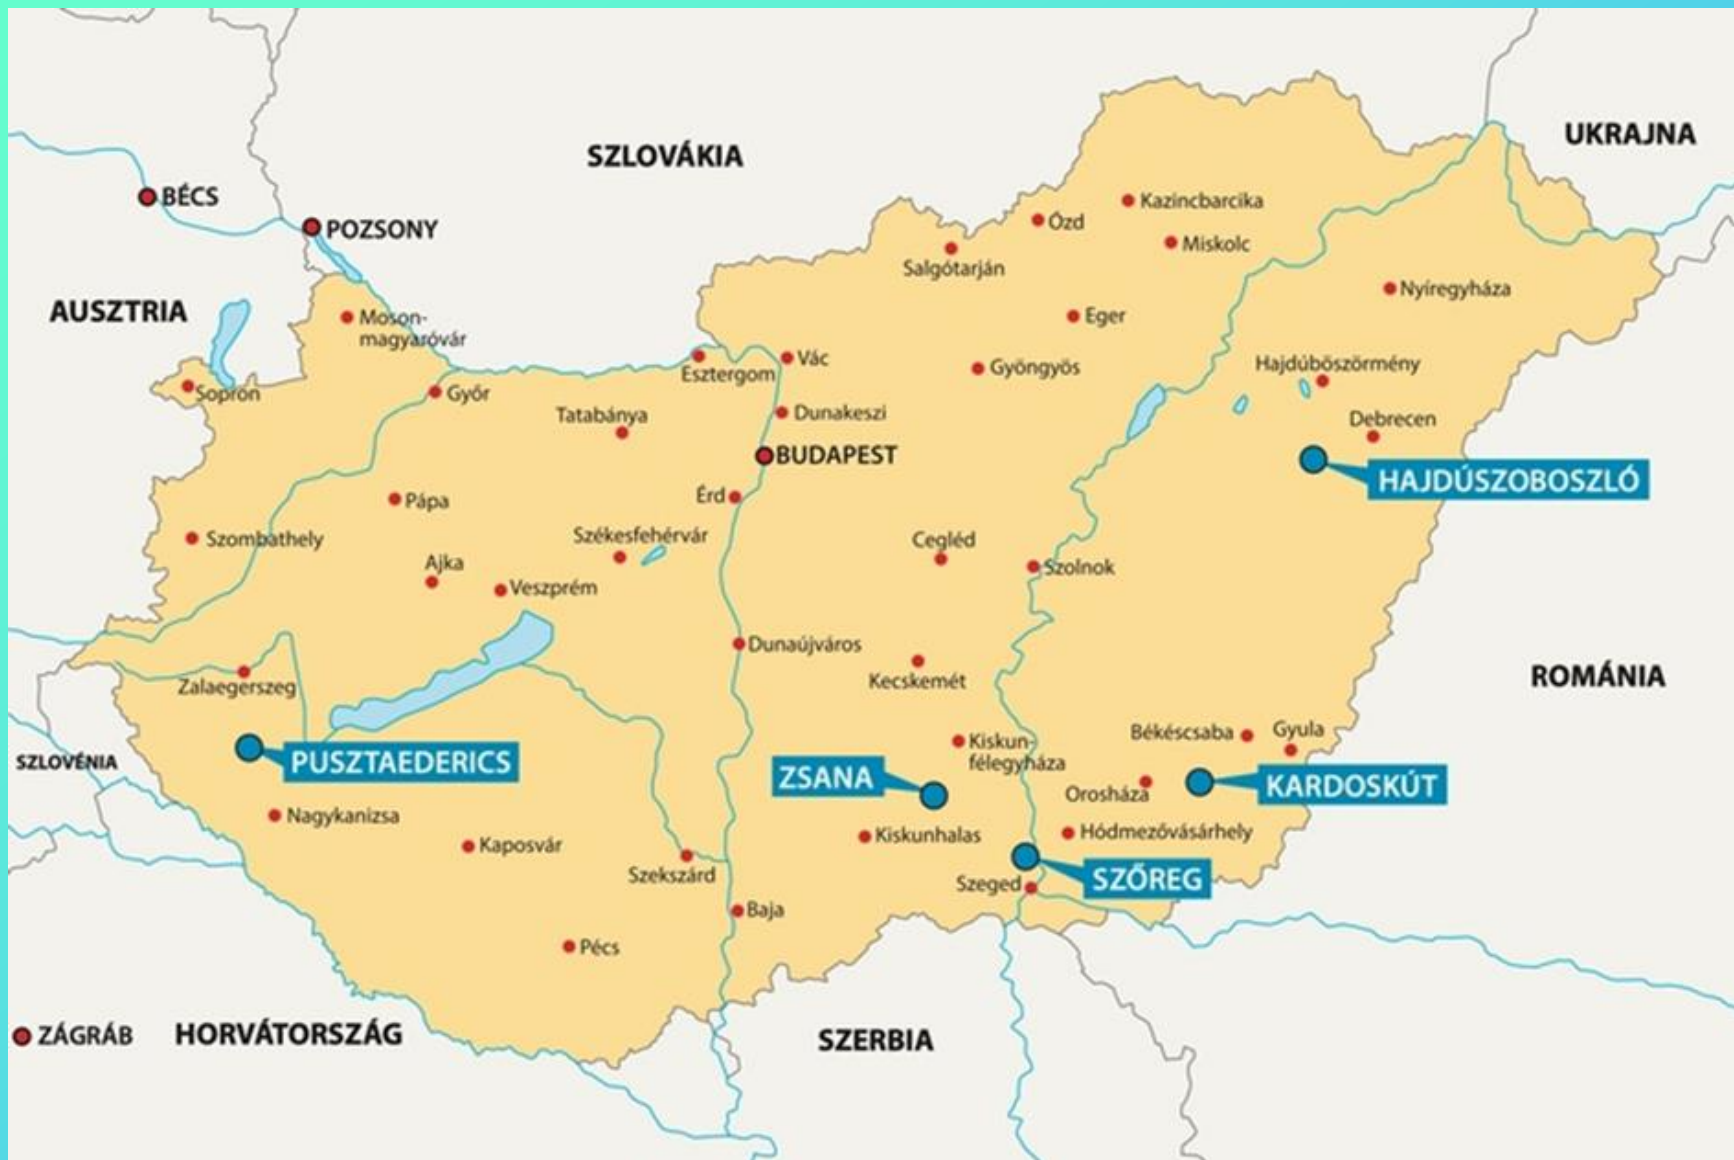 SZLOVÁKIA
UKRAJNA
BÉCS
POZSONY
Kazincbarcika
Ózd
Miskolc
Salgótarján
Nyíregyháza
AUSZTRIA
Moson-
magyaróvár
Eger
Vác
Esztergom
Gyöngyös
Hajdúböszörmény
Sopron
Győr
Tatabánya
Dunakeszi
Debrecen
BUDAPEST
HAJDÚSZOBOSZLÓ
Érd
Pápa
Szombathely
Székesfehérvár
Cegléd
Ajka
Szolnok
Veszprém
Dunaújváros
Kecskemét
Zalaegerszeg
ROMÁNIA
Békéscsaba
Gyula
Kiskun-
félegyháza
SZLOVÉNIA
PUSZTAEDERICS
ZSANA
KARDOSKÚT
Orosháza
Nagykanizsa
Kiskunhalas
Hódmezővásárhely
Kaposvár
Szekszárd
SZŐREG
Szeged
Baja
Pécs
ZÁGRÁB
HORVÁTORSZÁG
SZERBIA